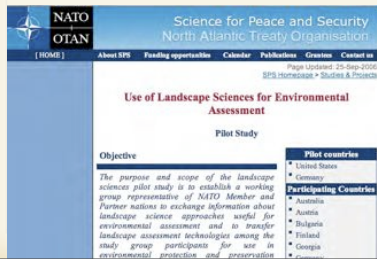 NATO
OTAN
Science for Peace and Security
North Atlantic Treaty Organisation
[ HOME ]
About SPS Funding opportunities Calendar Publications Grantees Contact us
Page Updated: 25-Sep-2006
SPS Homepage > Studies & Projects
Use of Landscape Sciences for Environmental
Assessment
Pilot Study
Objective
The purpose and scope of the landscape
sciences pilot study is to establish a working
group representative of NATO Member and
Partner nations to exchange information about
landscape science approaches useful for
environmental assessment and to transfer
landscape assessment technologies among the
study group participants for use in
environmental protection and preservation
Pilot countries
United States
Germany
Participating Countries
Australia
Austria
Bulgaria
Finland
Georgia